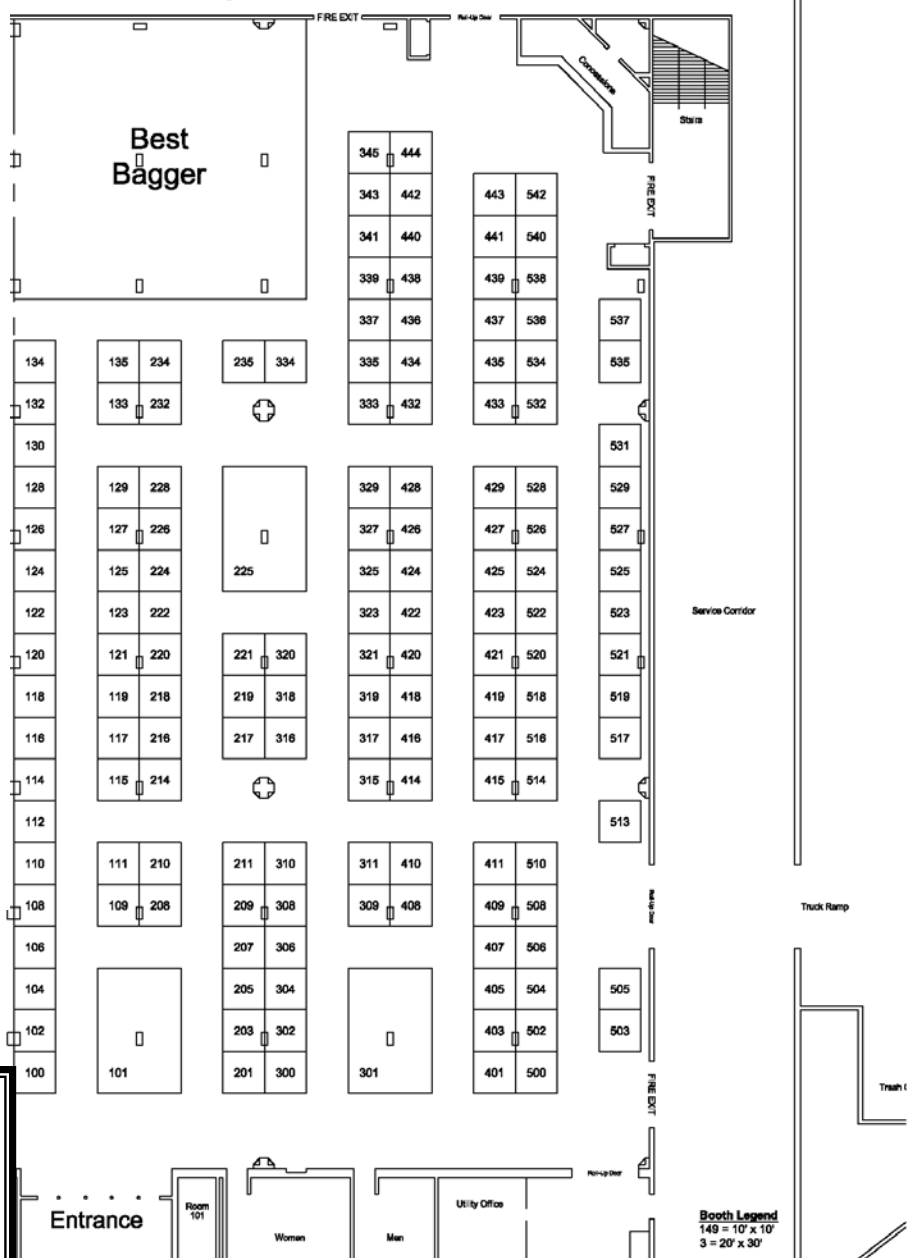 FIRE EXIT
Roll-Up Door
Concessions
Stairs
Best
Bagger
FIRE EXIT
345 444
343 442 443 542
341 440 441 540
339 438 439 538
337 436 437 536 537
134 135 234 235 334 335 434 435 534 535
132 133 232 333 432 433 532
130 531
128 129 228 329 428 429 528 529
126 127 226 327 426 427 526 527
124 125 224 225 325 424 425 524 525
122 123 222 323 422 423 522 523 Service Corridor
120 121 220 221 320 321 420 421 520 521
118 119 218 219 318 319 418 419 518 519
116 117 216 217 316 317 416 417 516 517
114 115 214 315 414 415 514
112 513
110 111 210 211 310 311 410 411 510
108 109 208 209 308 309 408 409 508 Roll-Up Door Truck Ramp
106 207 306 407 506
104 205 304 405 504 505
102 203 302 403 502 503
100 101 201 300 301 401 500
FIRE EXIT
Trash
Roll-Up Door
Entrance
Room
101
Women
Men
Utility Office
Booth Legend
149 = 10' x 10'
3 = 20' x 30'